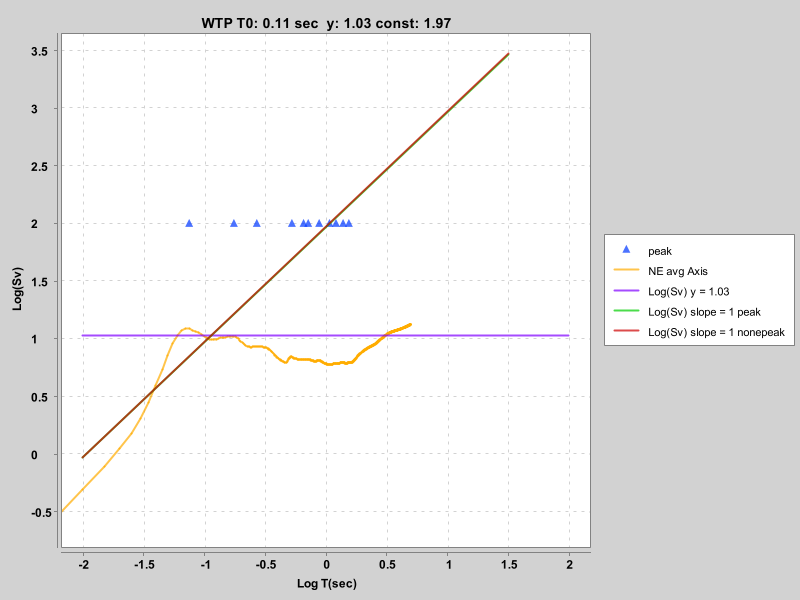 WTP T0: 0.11 sec  y: 1.03 const: 1.97
3.5
3
2.5
2
1.5
1
0.5
0
-0.5
Log(Sv)
-2 -1.5 -1 -0.5 0 0.5 1 1.5 2
Log T(sec)
peak
NE avg Axis
Log(Sv) y = 1.03
Log(Sv) slope = 1 peak
Log(Sv) slope = 1 nonepeak